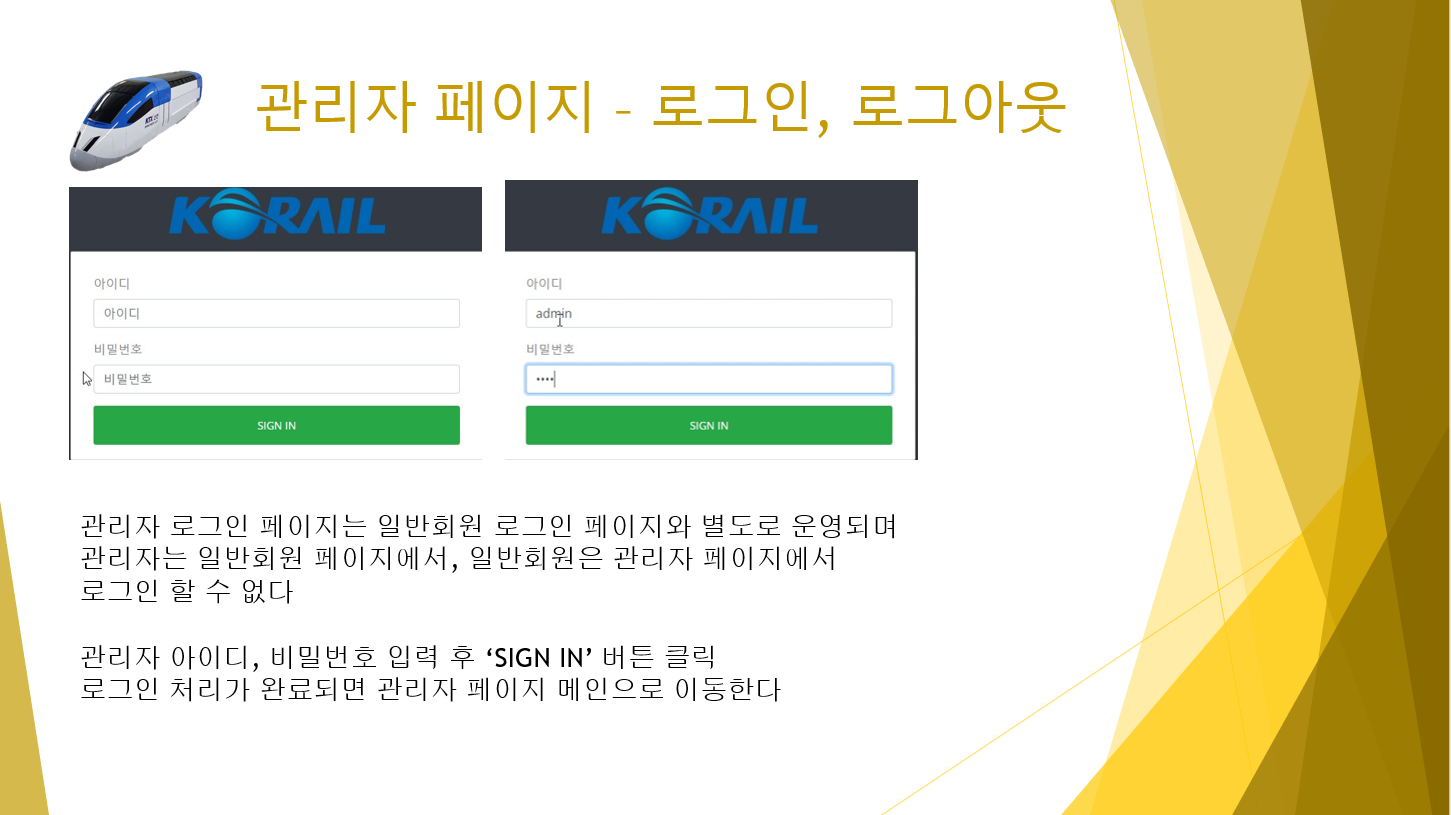 관리자 페이지 - 로그인, 로그아웃
KORAIL
아이디
아이디
비밀번호
비밀번호
SIGN IN
KORAIL
아이디
admin
비밀번호
••••
SIGN IN
관리자 로그인 페이지는 일반회원 로그인 페이지와 별도로 운영되며
관리자는 일반회원 페이지에서, 일반회원은 관리자 페이지에서
로그인 할 수 없다
관리자 아이디, 비밀번호 입력 후 ‘SIGN IN’ 버튼 클릭
로그인 처리가 완료되면 관리자 페이지 메인으로 이동한다